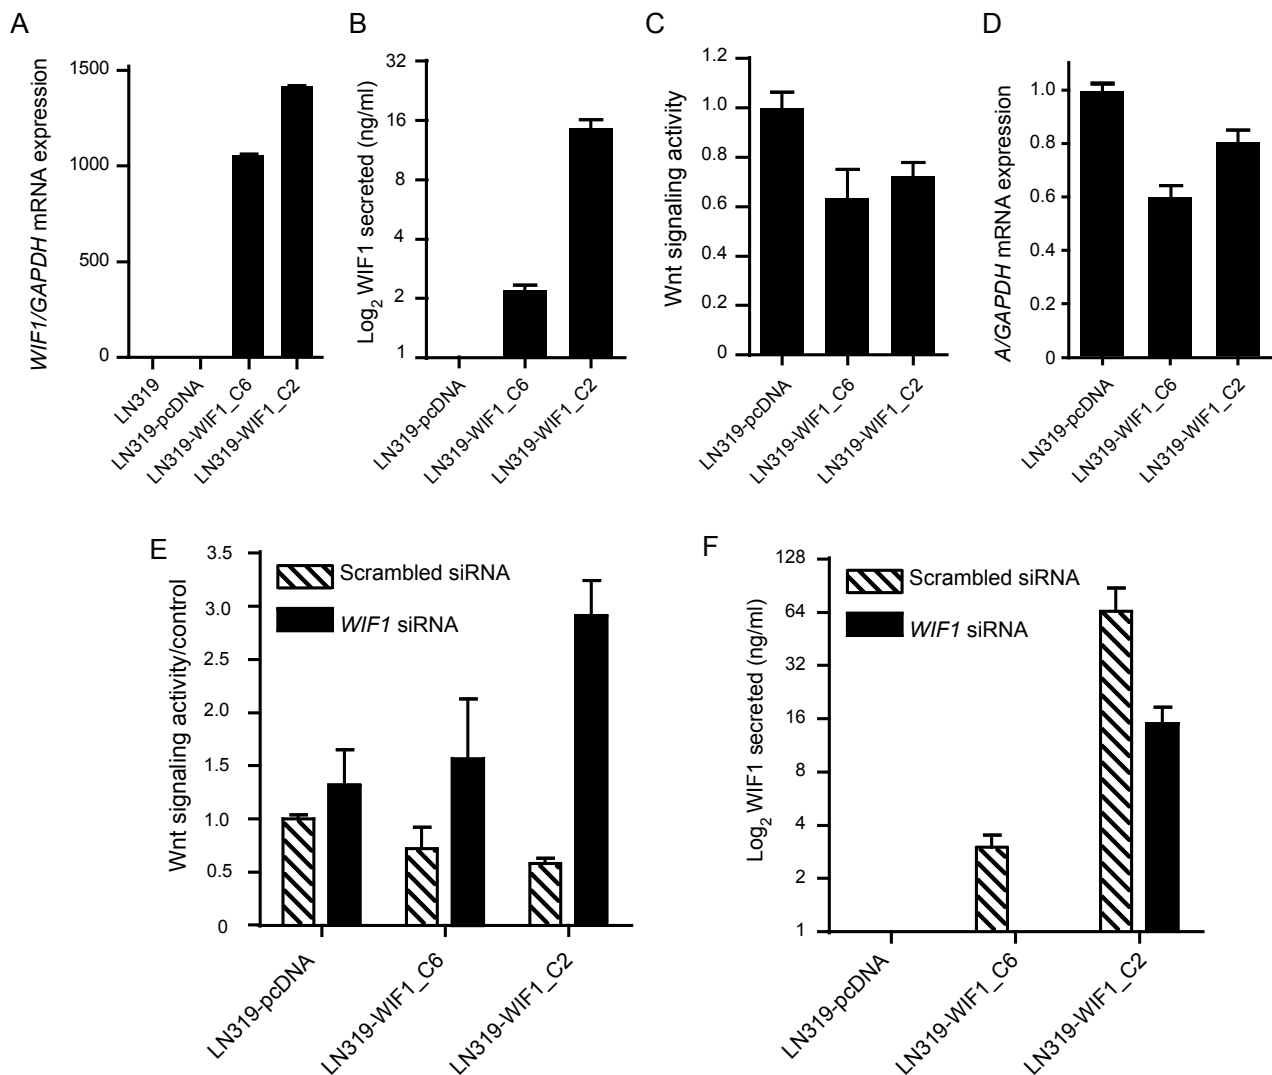 A
WIF1/GAPDH mRNA expression
1500
1000
500
0
LN319
LN319-pcDNA
LN319-WIF1_C6
LN319-WIF1_C2
B
Log2 WIF1 secreted (ng/ml)
32
16
8
4
2
1
LN319-pcDNA
LN319-WIF1_C6
LN319-WIF1_C2
C
Wnt signaling activity
1.2
1.0
0.8
0.6
0.4
0.2
0
LN319-pcDNA
LN319-WIF1_C6
LN319-WIF1_C2
D
A/GAPDH mRNA expression
1.0
0.8
0.6
0.4
0.2
0
LN319-pcDNA
LN319-WIF1_C6
LN319-WIF1_C2
E
Wnt signaling activity/control
3.5
3.0
2.5
2.0
1.5
1.0
0.5
0
Scrambled siRNA
WIF1 siRNA
LN319-pcDNA
LN319-WIF1_C6
LN319-WIF1_C2
F
Log2 WIF1 secreted (ng/ml)
128
64
32
16
8
4
2
1
Scrambled siRNA
WIF1 siRNA
LN319-pcDNA
LN319-WIF1_C6
LN319-WIF1_C2